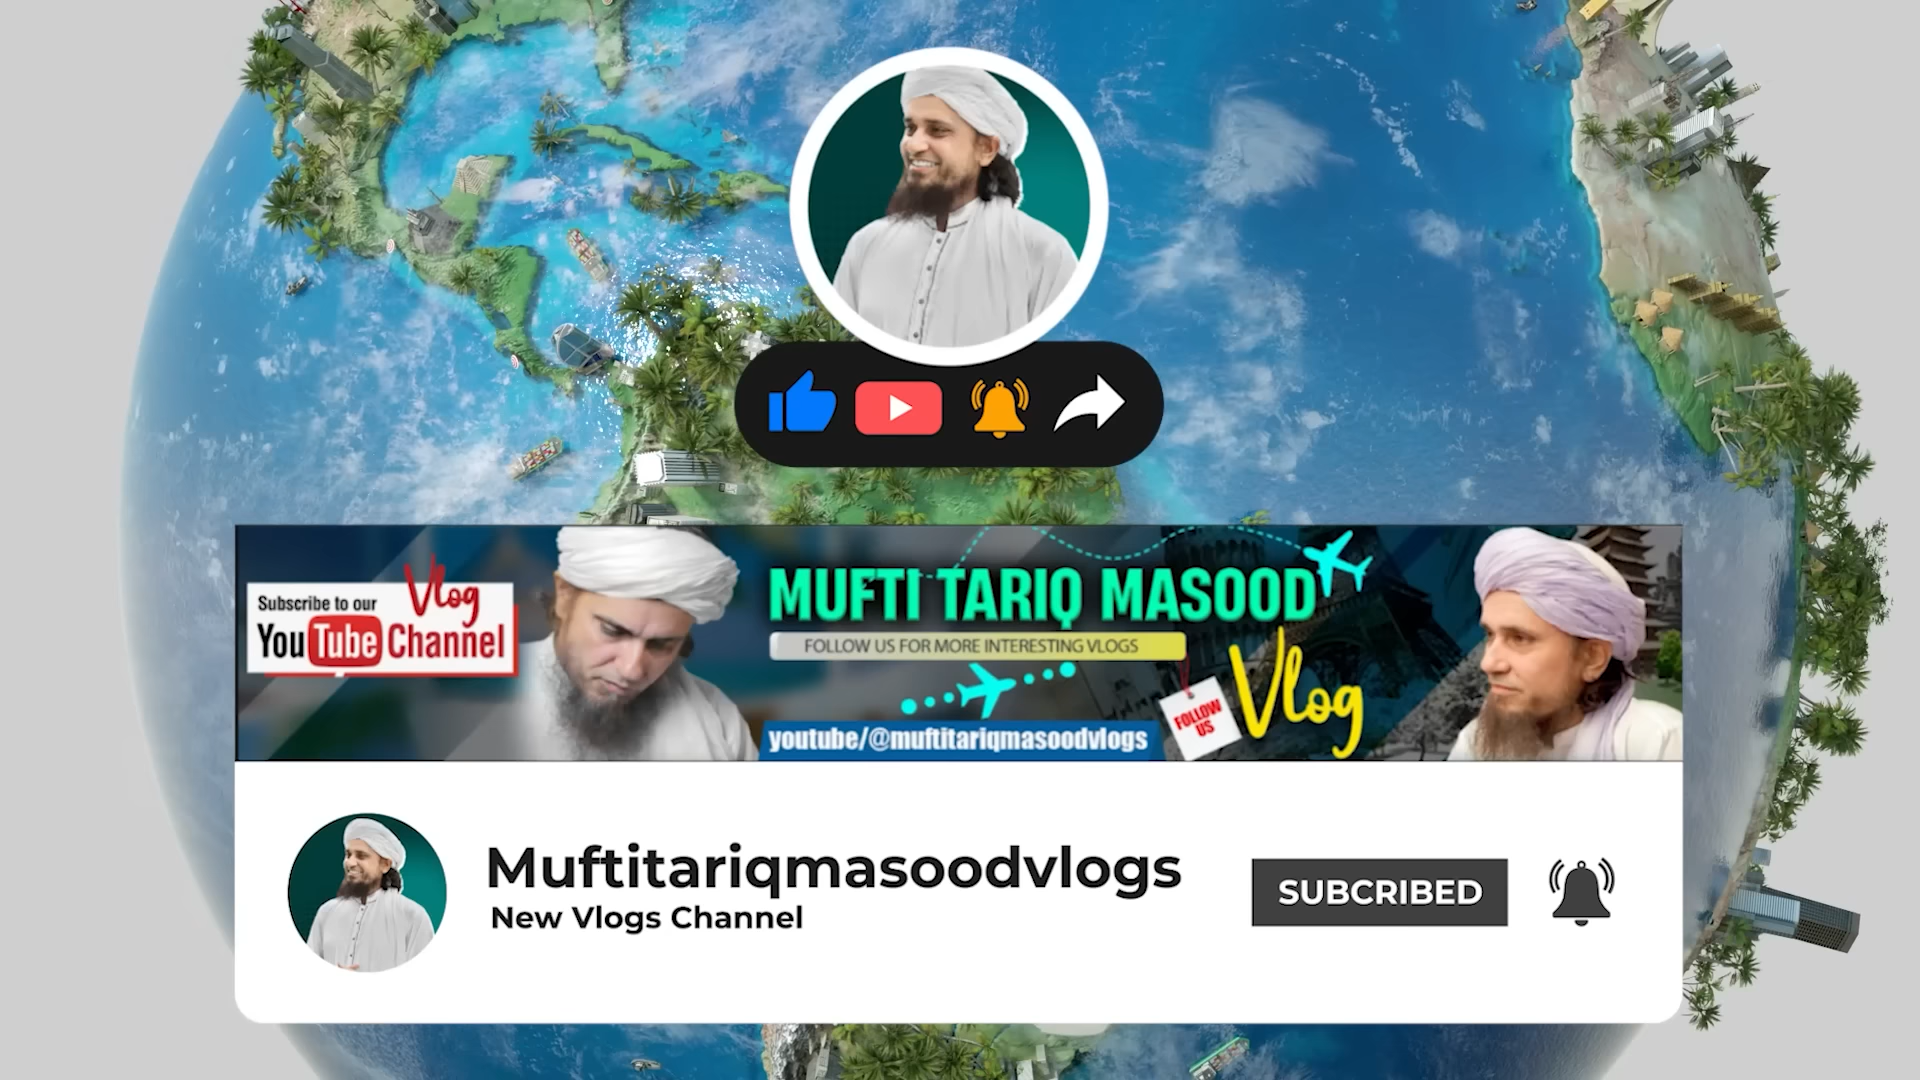 Subscribe to our Vlog
YouTube Channel
MUFTI TARIQ MASOOD
FOLLOW US FOR MORE INTERESTING VLOGS
Vlog
FOLLOW
US
youtube/@muftitariqmasoodvlogs
Muftitariqmasoodvlogs
New Vlogs Channel
SUBCRIBED